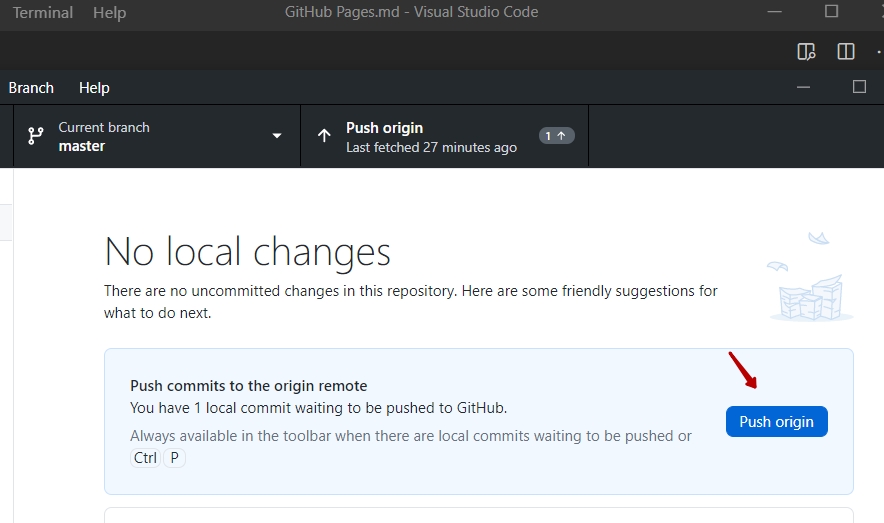 Terminal Help GitHub Pages.md - Visual Studio Code
Branch Help
Current branch
master
Push origin
Last fetched 27 minutes ago
1
No local changes
There are no uncommitted changes in this repository. Here are some friendly suggestions for
what to do next.
Push commits to the origin remote
You have 1 local commit waiting to be pushed to GitHub.
Always available in the toolbar when there are local commits waiting to be pushed or
Ctrl P
Push origin